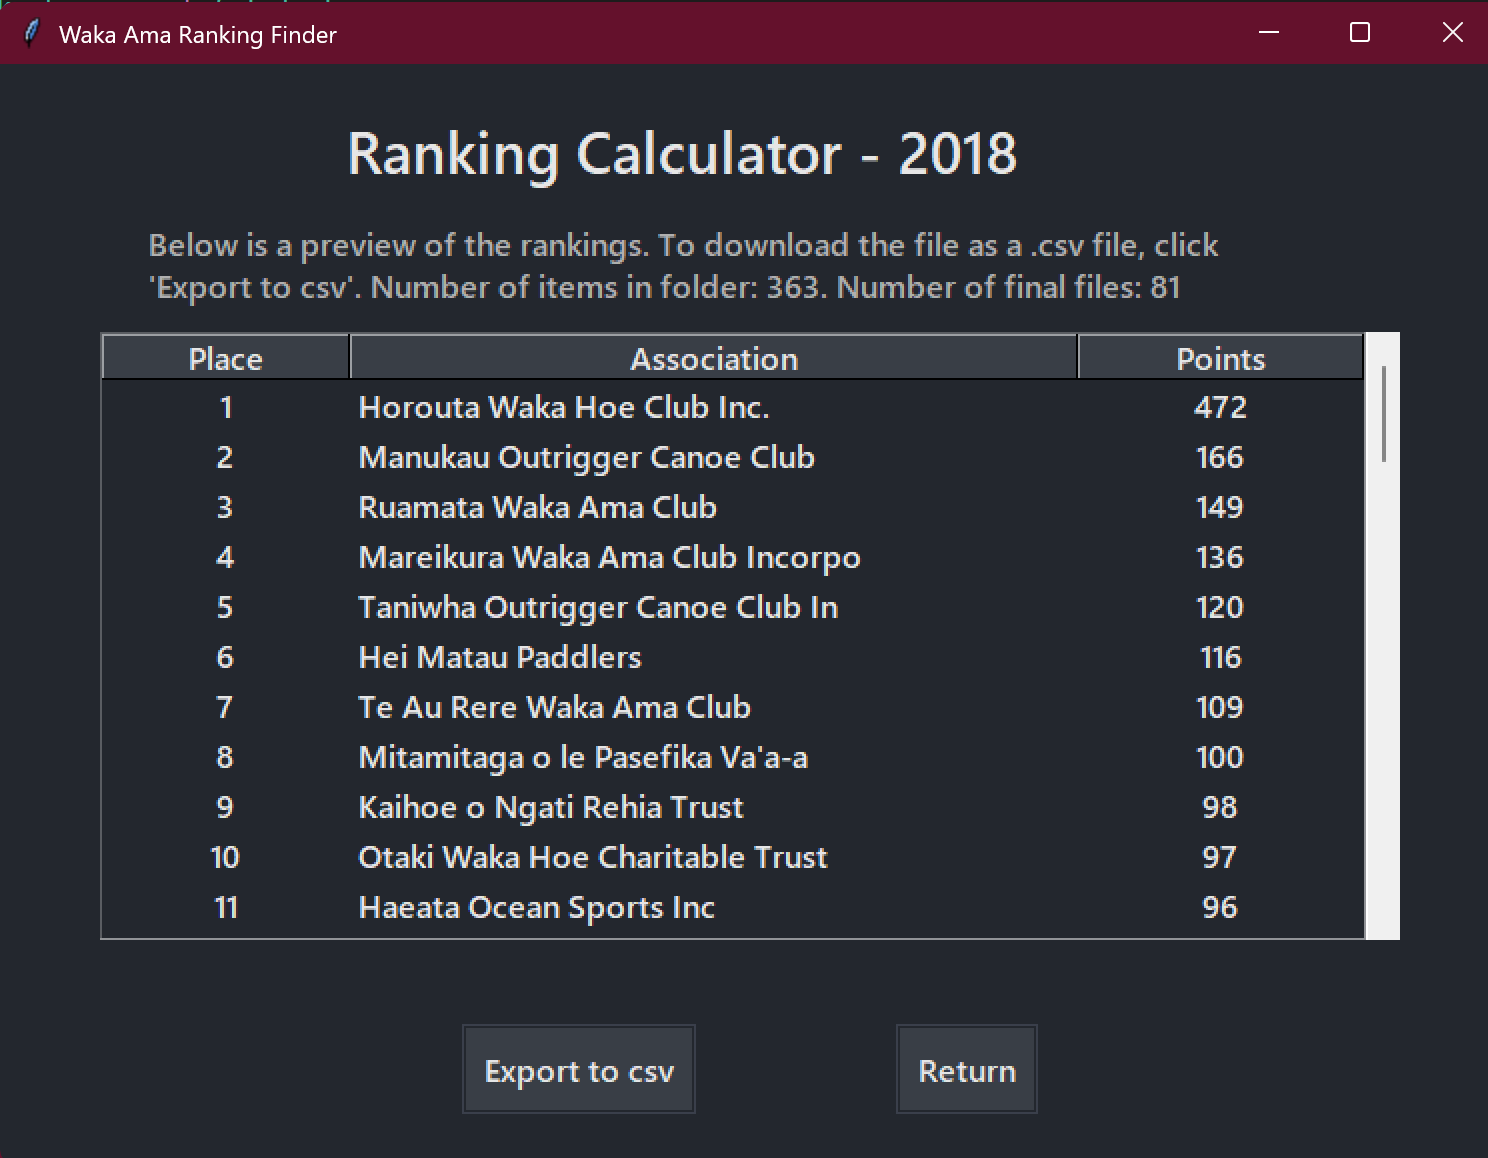 Waka Ama Ranking Finder
Ranking Calculator - 2018
Below is a preview of the rankings. To download the file as a .csv file, click
'Export to csv'. Number of items in folder: 363. Number of final files: 81
Place Association Points
1 Horouta Waka Hoe Club Inc. 472
2 Manukau Outrigger Canoe Club 166
3 Ruamata Waka Ama Club 149
4 Mareikura Waka Ama Club Incorpo 136
5 Taniwha Outrigger Canoe Club In 120
6 Hei Matau Paddlers 116
7 Te Au Rere Waka Ama Club 109
8 Mitamitaga o le Pasefika Va'a-a 100
9 Kaihoe o Ngati Rehia Trust 98
10 Otaki Waka Hoe Charitable Trust 97
11 Haeata Ocean Sports Inc 96
Export to csv Return